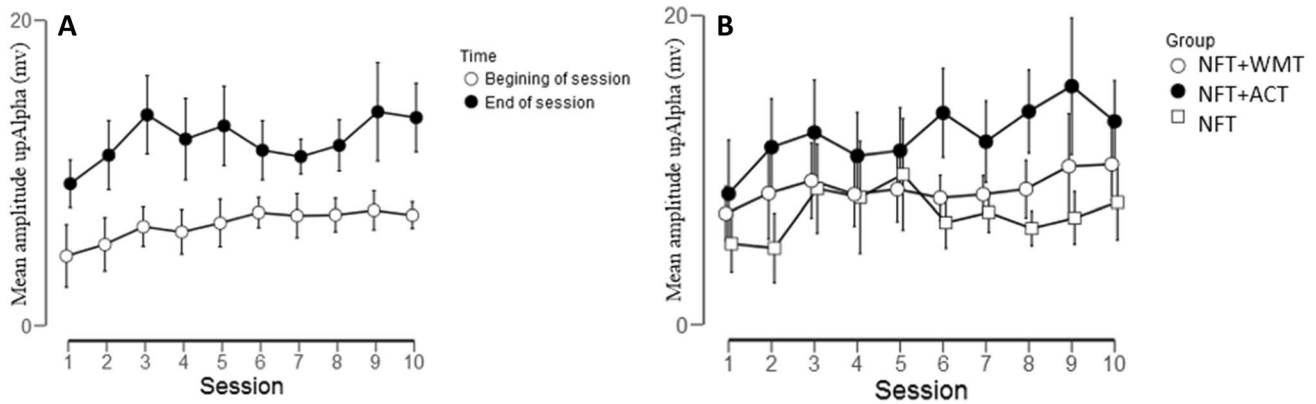 A
20
0
Mean amplitude upAlpha (mv)
1 2 3 4 5 6 7 8 9 10
Session
Time
Begining of session
End of session
B
20
0
Mean amplitude upAlpha (mv)
1 2 3 4 5 6 7 8 9 10
Session
Group
NFT+WMT
NFT+ACT
NFT